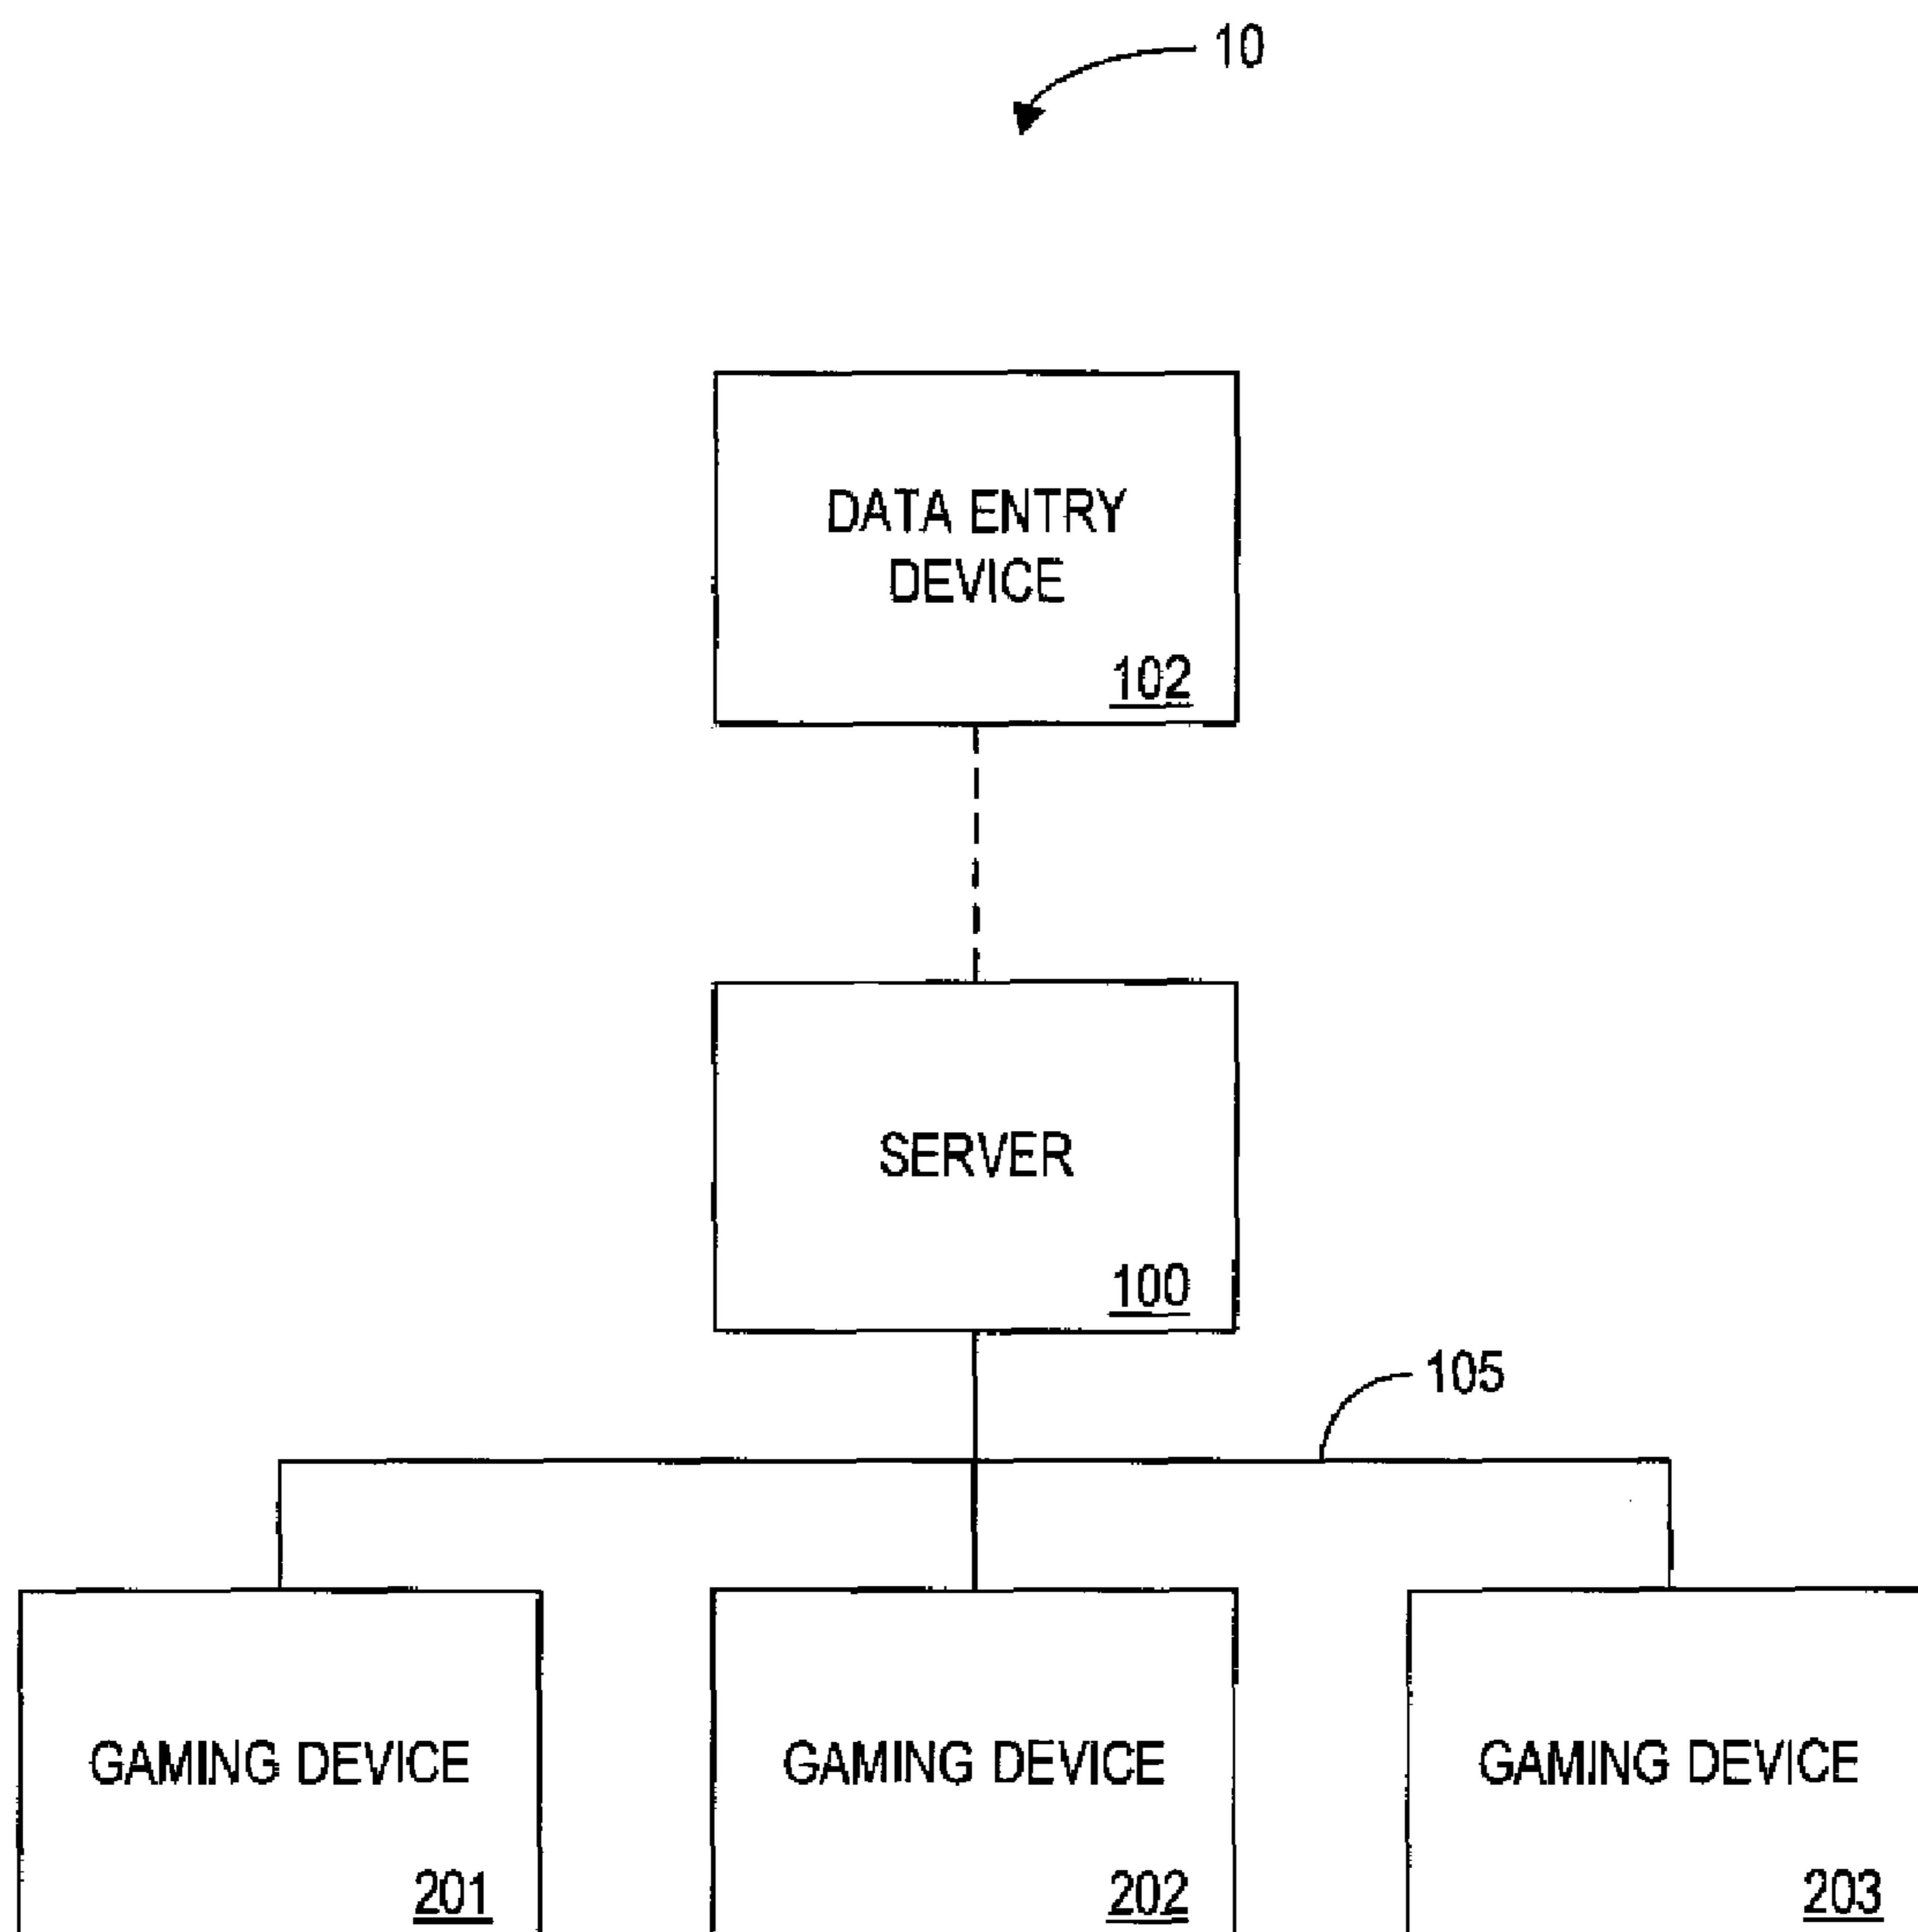 10
DATA ENTRY
DEVICE
102
SERVER
100
105
GAMING DEVICE
GAMING DEVICE
GAMING DEVICE
201
202
203